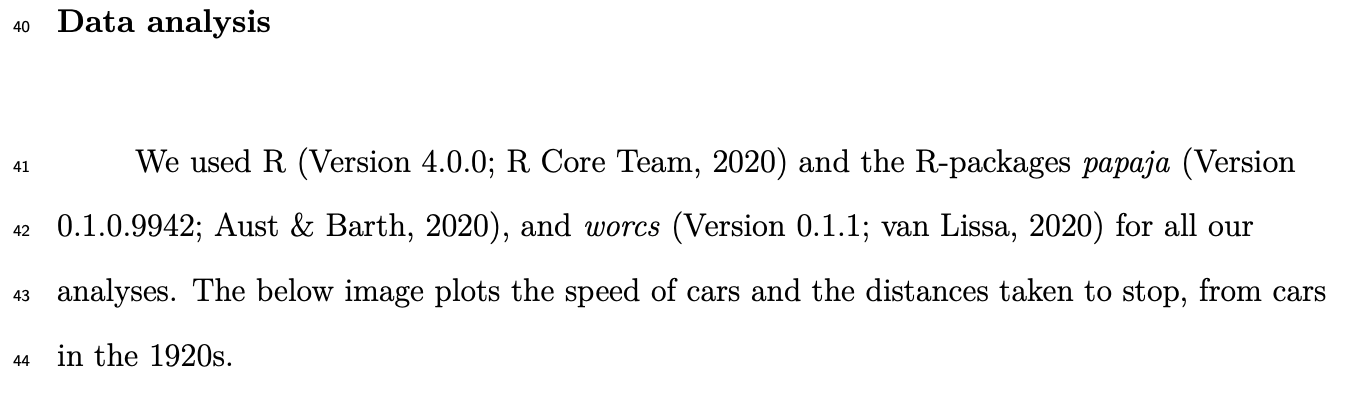 40 Data analysis
41 We used R (Version 4.0.0; R Core Team, 2020) and the R-packages papaja (Version
42 0.1.0.9942; Aust & Barth, 2020), and worcs (Version 0.1.1; van Lissa, 2020) for all our
43 analyses. The below image plots the speed of cars and the distances taken to stop, from cars
44 in the 1920s.